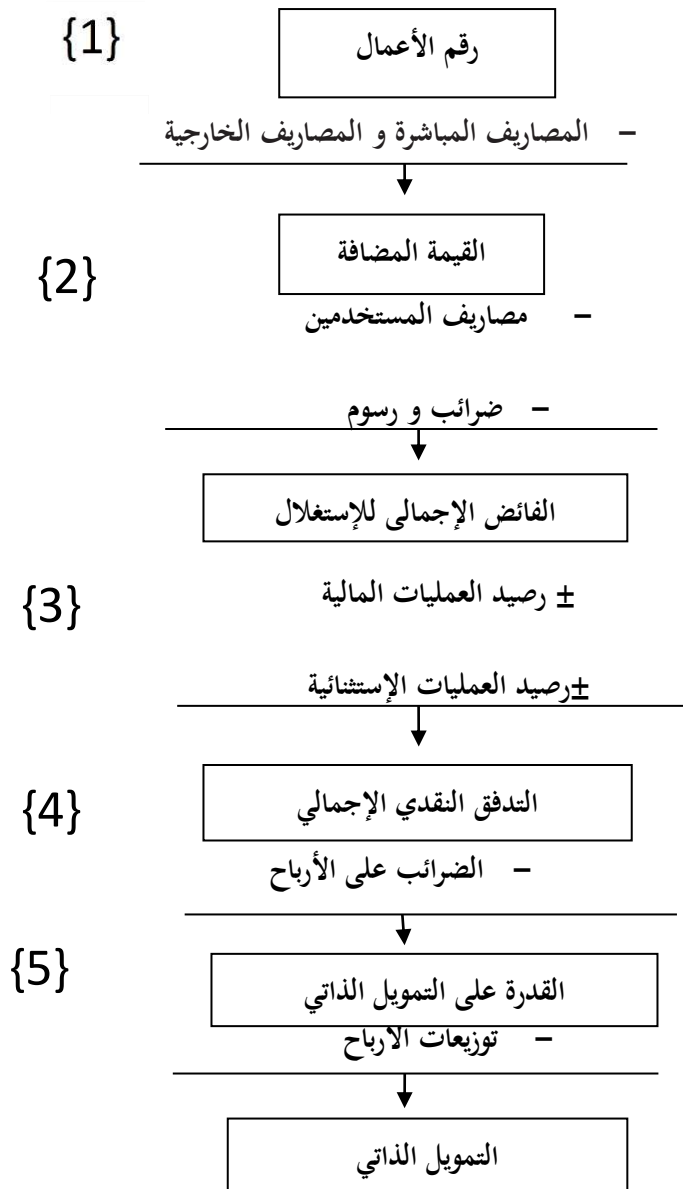 {1}
رقم الأعمال
– المصاريف المباشرة و المصاريف الخارجية
القيمة المضافة
{2}
– مصاريف المستخدمين
– ضرائب و رسوم
الفائض الإجمالى للإستغلال
{3}
± رصيد العمليات المالية
±رصيد العمليات الإستثنائية
التدفق النقدي الإجمالي
{4}
– الضرائب على الأرباح
{5}
القدرة على التمويل الذاتي
– توزيعات الارباح
التمويل الذاتي